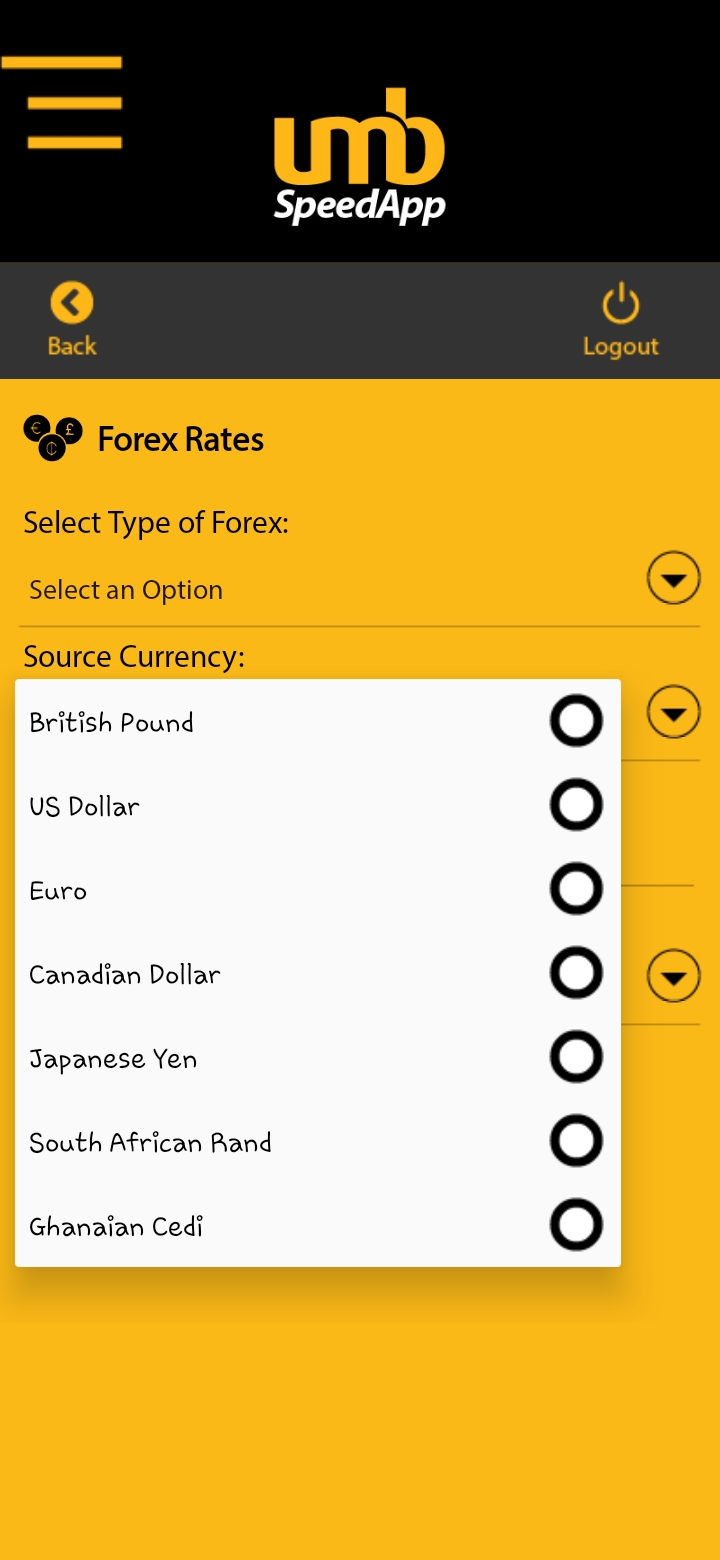 umb
SpeedApp
Back
Logout
€ £ ₵ Forex Rates
Select Type of Forex:
Select an Option
Source Currency:
British Pound
US Dollar
Euro
Canadian Dollar
Japanese Yen
South African Rand
Ghanaian Cedi